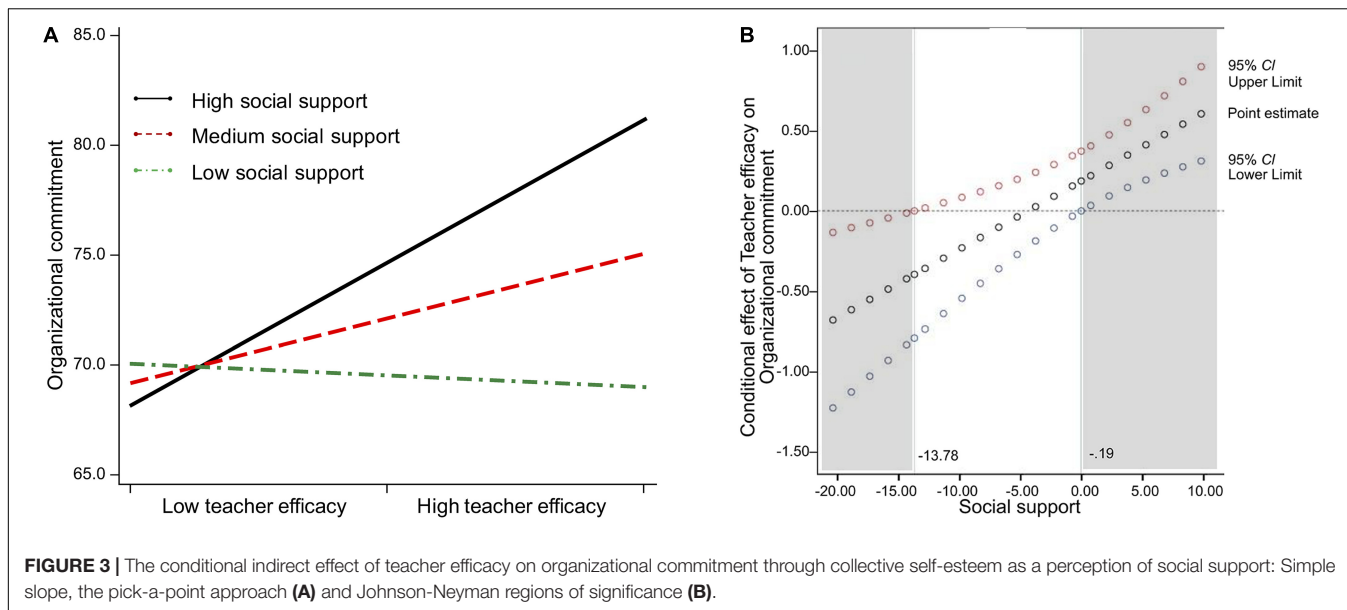 A
85.0
80.0
75.0
70.0
65.0
Organizational commitment
High social support
Medium social support
Low social support
Low teacher efficacy
High teacher efficacy
B
1.00
0.50
0.00
-0.50
-1.00
-1.50
Conditional effect of Teacher efficacy on
Organizational commitment
95% CI
Upper Limit
Point estimate
95% CI
Lower Limit
-13.78
-.19
-20.00 -15.00 -10.00 -5.00 0.00 5.00 10.00
Social support
FIGURE 3 | The conditional indirect effect of teacher efficacy on organizational commitment through collective self-esteem as a perception of social support: Simple
slope, the pick-a-point approach (A) and Johnson-Neyman regions of significance (B).